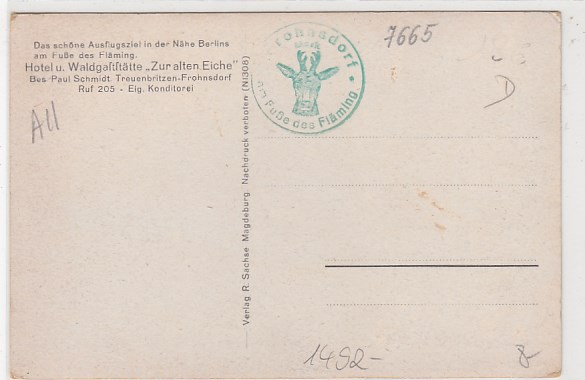 Das schöne Ausflugsziel in der Nähe Berlins
am Fuße des Fläming.
Hotel u. Waldgaststätte „Zur alten Eiche"
Bes. Paul Schmidt Treuenbritzen-Frohnsdorf
Ruf 205 - Eig. Konditorei
A11
Verlag R. Sachse Magdeburg Nachdruck verboten (N1308)
Frohnsdorf
am Fuße des Fläming
7665
D
1492-